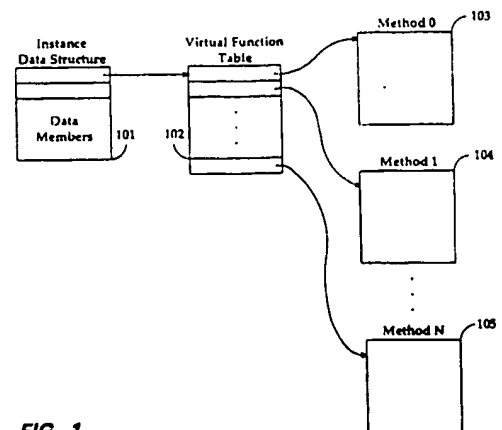 Instance
Data Structure
Data
Members
101
Virtual Function
Table
102
Method 0
103
Method 1
104
Method N
105
FIG. 1